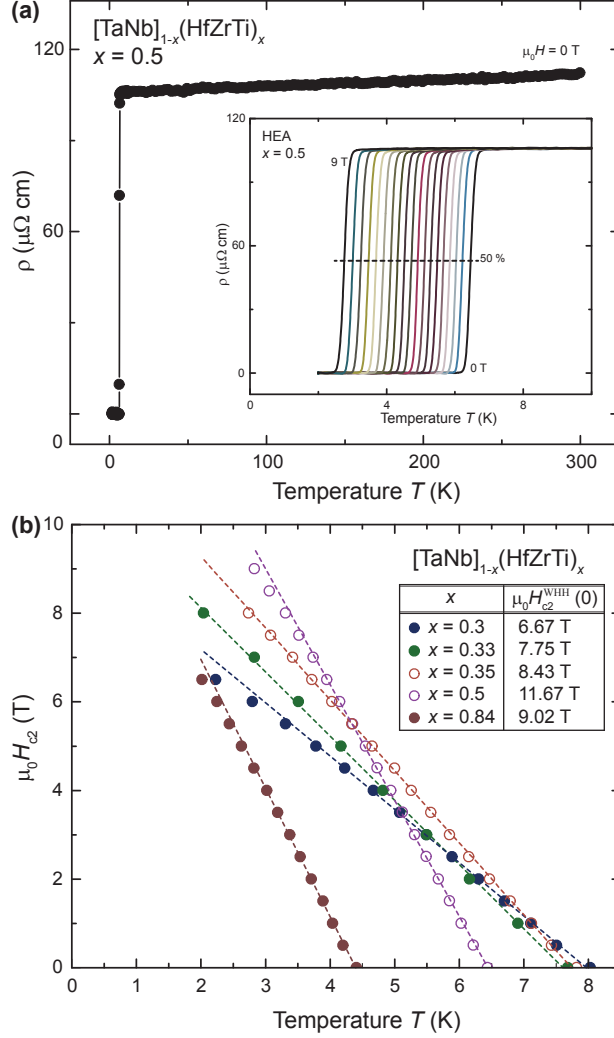 (a)
[TaNb]1-x(HfZrTi)x
x = 0.5
μ0H = 0 T
120
60
0
ρ (μΩ cm)
HEA
x = 0.5
9 T
50 %
0 T
120
60
0
ρ (μΩ cm)
0 4 8
Temperature T (K)
0 100 200 300
Temperature T (K)
(b)
[TaNb]1-x(HfZrTi)x
x μ0Hc2WHH (0)
x = 0.3 6.67 T
x = 0.33 7.75 T
x = 0.35 8.43 T
x = 0.5 11.67 T
x = 0.84 9.02 T
10
8
6
4
2
0
μ0Hc2 (T)
0 1 2 3 4 5 6 7 8
Temperature T (K)